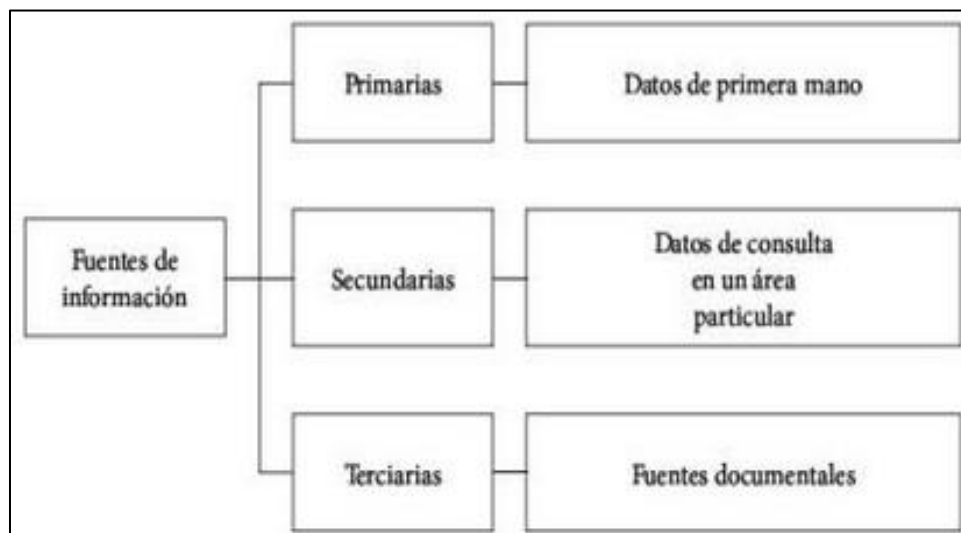 Primarias
Datos de primera mano
Fuentes de
información
Secundarias
Datos de consulta
en un área
particular
Terciarias
Fuentes documentales